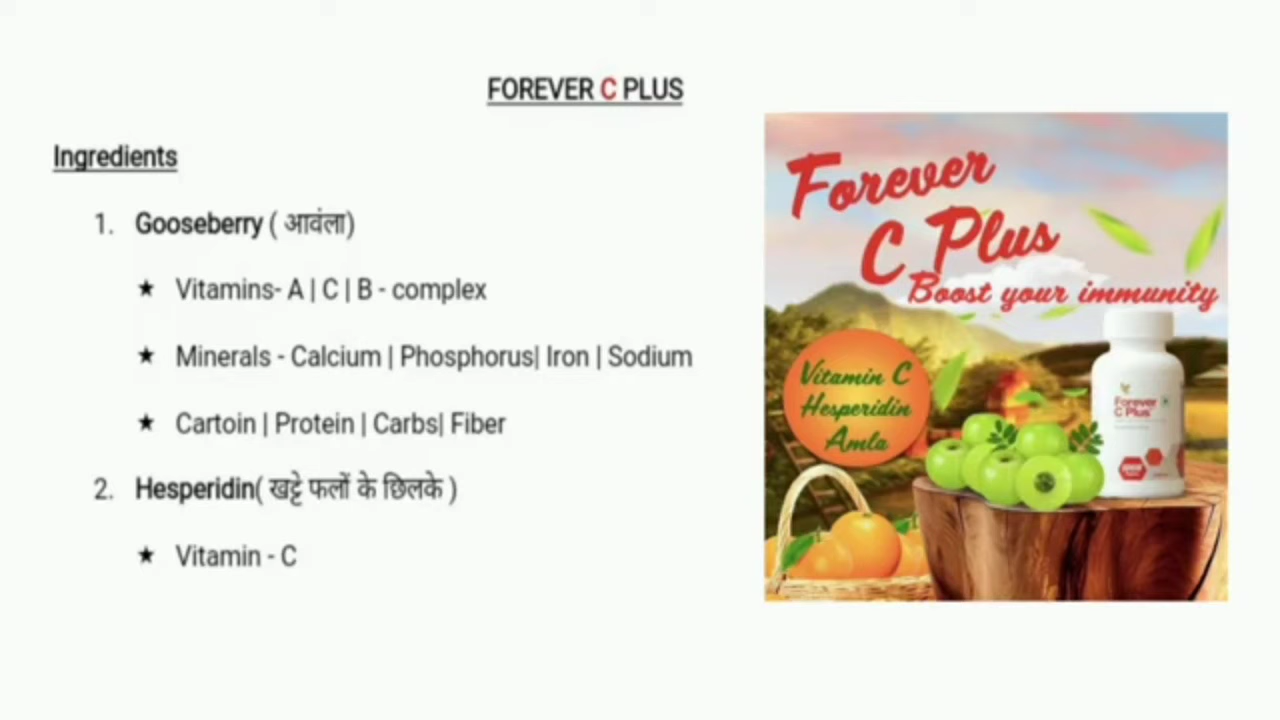 FOREVER C PLUS
Ingredients
1. Gooseberry ( आवंला)
★ Vitamins- A | C | B - complex
★ Minerals - Calcium | Phosphorus| Iron | Sodium
★ Cartoin | Protein | Carbs| Fiber
2. Hesperidin( खट्टे फलों के छिलके )
★ Vitamin - C
Forever
C Plus
Boost your immunity
Vitamin C
Hesperidin
Amla
Forever
C Plus